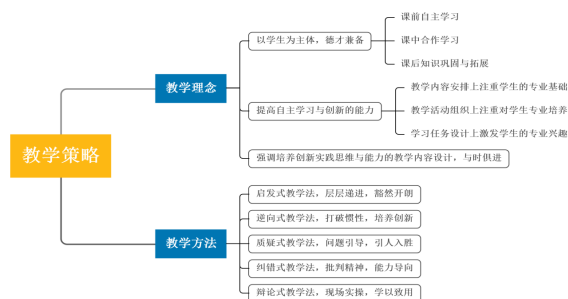 教学策略
教学理念
以学生为主体，德才兼备
课前自主学习
课中合作学习
课后知识巩固与拓展
提高自主学习与创新的能力
教学内容安排上注重学生的专业基础
教学活动组织上注重对学生专业培养
学习任务设计上激发学生的专业兴趣
强调培养创新实践思维与能力的教学内容设计，与时俱进
教学方法
启发式教学法，层层递进，豁然开朗
逆向式教学法，打破惯性，培养创新
质疑式教学法，问题引导，引人入胜
纠错式教学法，批判精神，能力导向
辩论式教学法，现场实操，学以致用